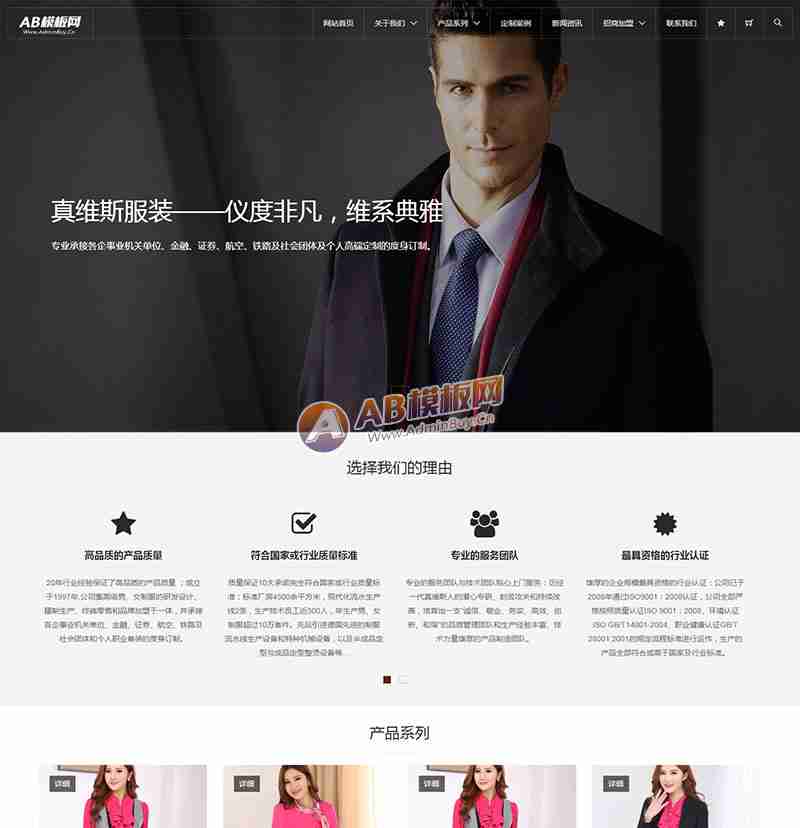 AB模板网
Www.AdminBuy.Cn
网站首页 关于我们 产品系列 定制案例 新闻资讯 招商加盟 联系我们
真维斯服装——仪度非凡，维系典雅
专业承接各企事业机关单位、金融、证券、航空、铁路及社会团体及个人高端定制的度身订制。
AB模板网
Www.AdminBuy.Cn
选择我们的理由
高品质的产品质量
20年行业经验保证了高品质的产品质量；成立
于1997年,公司集高级男、女制服的研发设计、
服制生产、终端零售和品牌加盟于一体，并承接
各企事业机关单位、金融、证券、航空、铁路及
社会团体和个人职业着装的度身订制。
符合国家或行业质量标准
质量保证10大承诺完全符合国家或行业质量标
准：标准厂房4500余平方米，现代化流水生产
线2条，生产技术员工近300人，年生产男、女
制服超过10万套件。先后引进德国先进的制服
流水线生产设备和特种机械设备，以及半成品定
型和成品定型整烫设备等...
专业的服务团队
专业的服务团队与技术团队贴心上门服务：历经
一代真维斯人的潜心专研、刻苦攻关和持续改
善，培育出一支“诚信、敬业、务实、高效、创
新、和谐”的品质管理团队和生产经验丰富、技
术力量雄厚的产品制造团队。
最具资格的行业认证
雄厚的企业规模最具资格的行业认证：公司已于
2008年通过ISO9001：2008认证，公司全部严
格按照质量认证ISO 9001：2008、环境认证
ISO GB/T14001-2004、职业健康认证GB/T
28001 2001的规定流程标准进行运作，生产的
产品全部符合或高于国家及行业标准。
产品系列
详细 详细 详细 详细